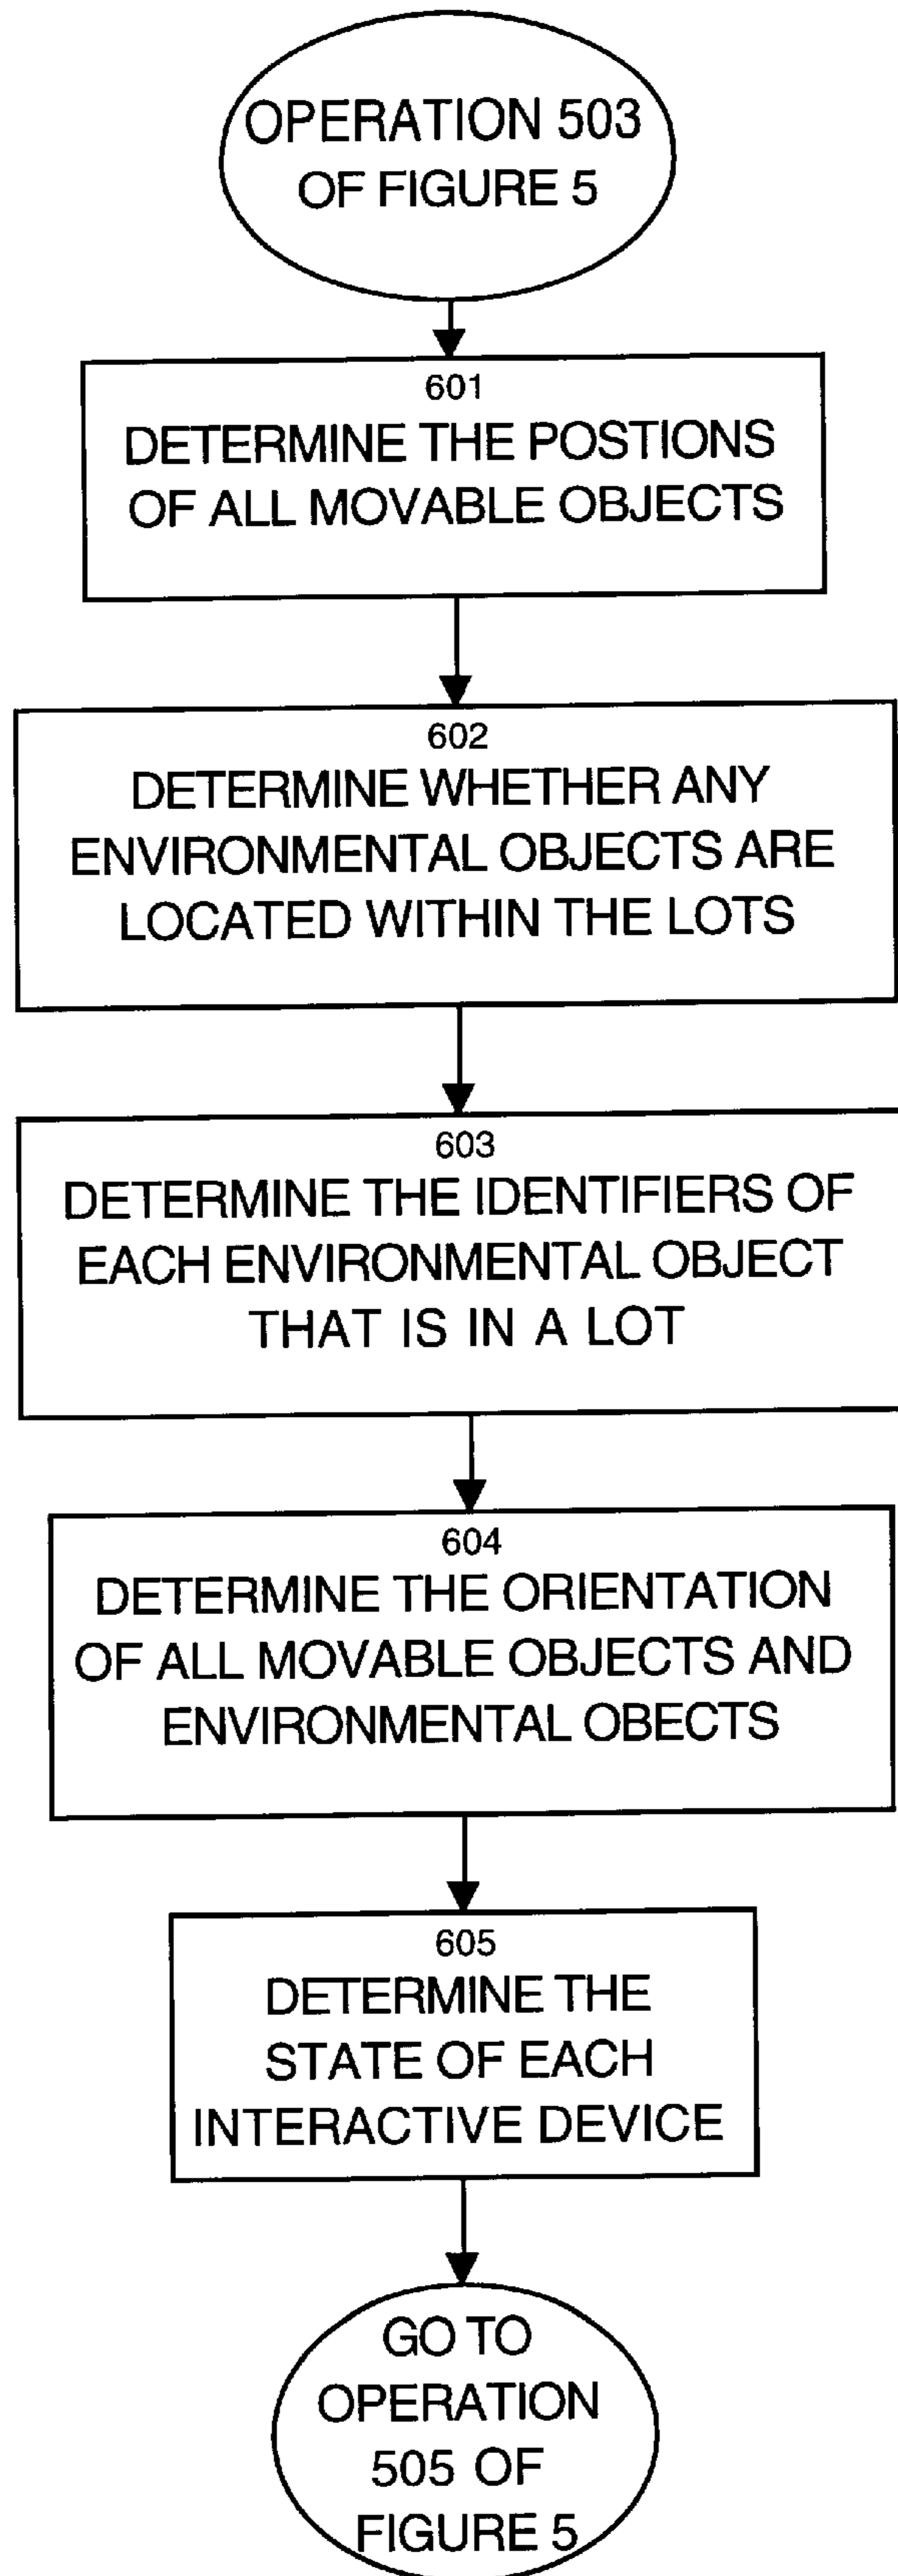 OPERATION 503
OF FIGURE 5
601
DETERMINE THE POSTIONS
OF ALL MOVABLE OBJECTS
602
DETERMINE WHETHER ANY
ENVIRONMENTAL OBJECTS ARE
LOCATED WITHIN THE LOTS
603
DETERMINE THE IDENTIFIERS OF
EACH ENVIRONMENTAL OBJECT
THAT IS IN A LOT
604
DETERMINE THE ORIENTATION
OF ALL MOVABLE OBJECTS AND
ENVIRONMENTAL OBECTS
605
DETERMINE THE
STATE OF EACH
INTERACTIVE DEVICE
GO TO
OPERATION
505 OF
FIGURE 5